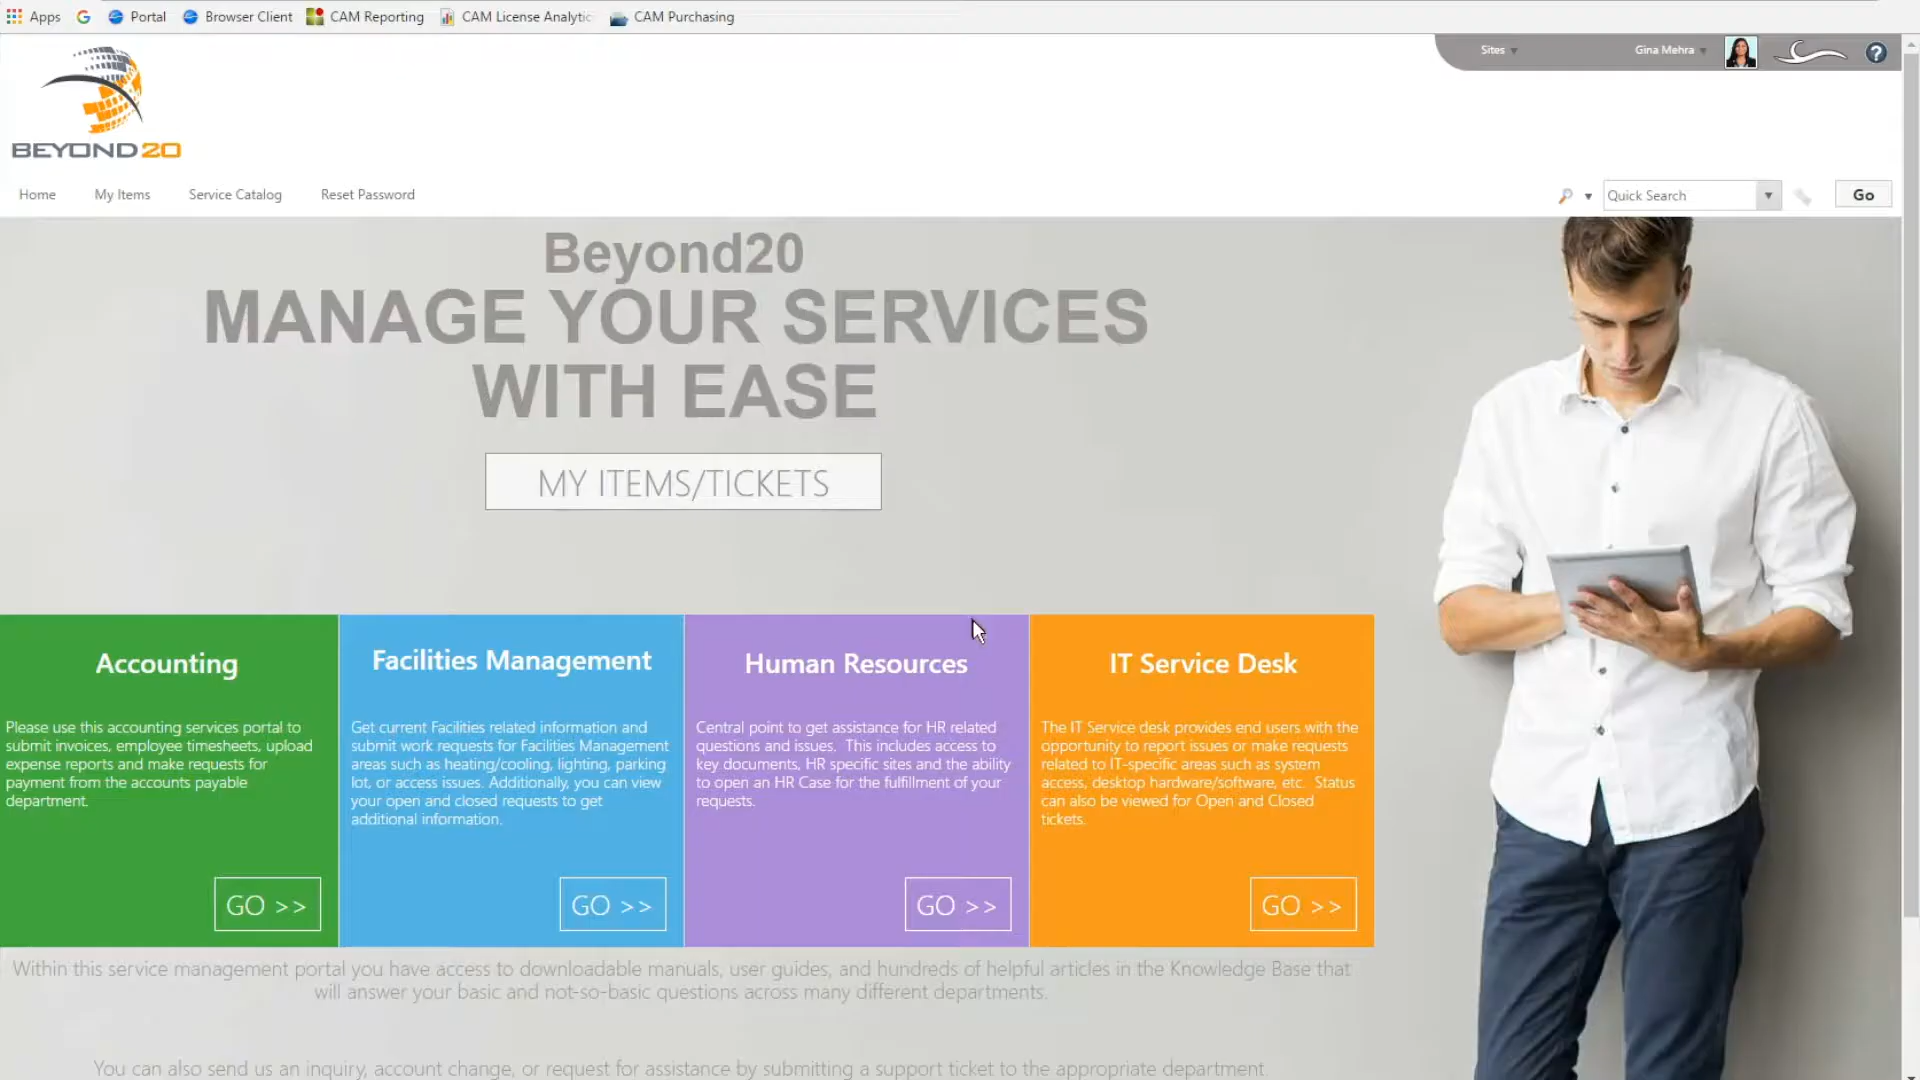 Apps
Portal
Browser Client
CAM Reporting
CAM License Analytic
CAM Purchasing
BEYOND20
Sites
Gina Mehra
?
Home
My Items
Service Catalog
Reset Password
Quick Search
Go
Beyond20
MANAGE YOUR SERVICES
WITH EASE
MY ITEMS/TICKETS
Accounting
Please use this accounting services portal to
submit invoices, employee timesheets, upload
expense reports and make requests for
payment from the accounts payable
department.
GO >>
Facilities Management
Get current Facilities related information and
submit work requests for Facilities Management
areas such as heating/cooling, lighting, parking
lot, or access issues. Additionally, you can view
your open and closed requests to get
additional information.
GO >>
Human Resources
Central point to get assistance for HR related
questions and issues. This includes access to
key documents. HR specific sites and the ability
to open an HR Case for the fulfillment of your
requests.
GO >>
IT Service Desk
The IT Service desk provides end users with the
opportunity to report issues or make requests
related to IT-specific areas such as system
access, desktop hardware/software, etc. Status
can also be viewed for Open and Closed
tickets.
GO >>
Within this service management portal you have access to downloadable manuals, user guides, and hundreds of helpful articles in the Knowledge Base that
will answer your basic and not-so-basic questions across many different departments.
You can also send us an inquiry, account change, or request for assistance by submitting a support ticket to the appropriate department.